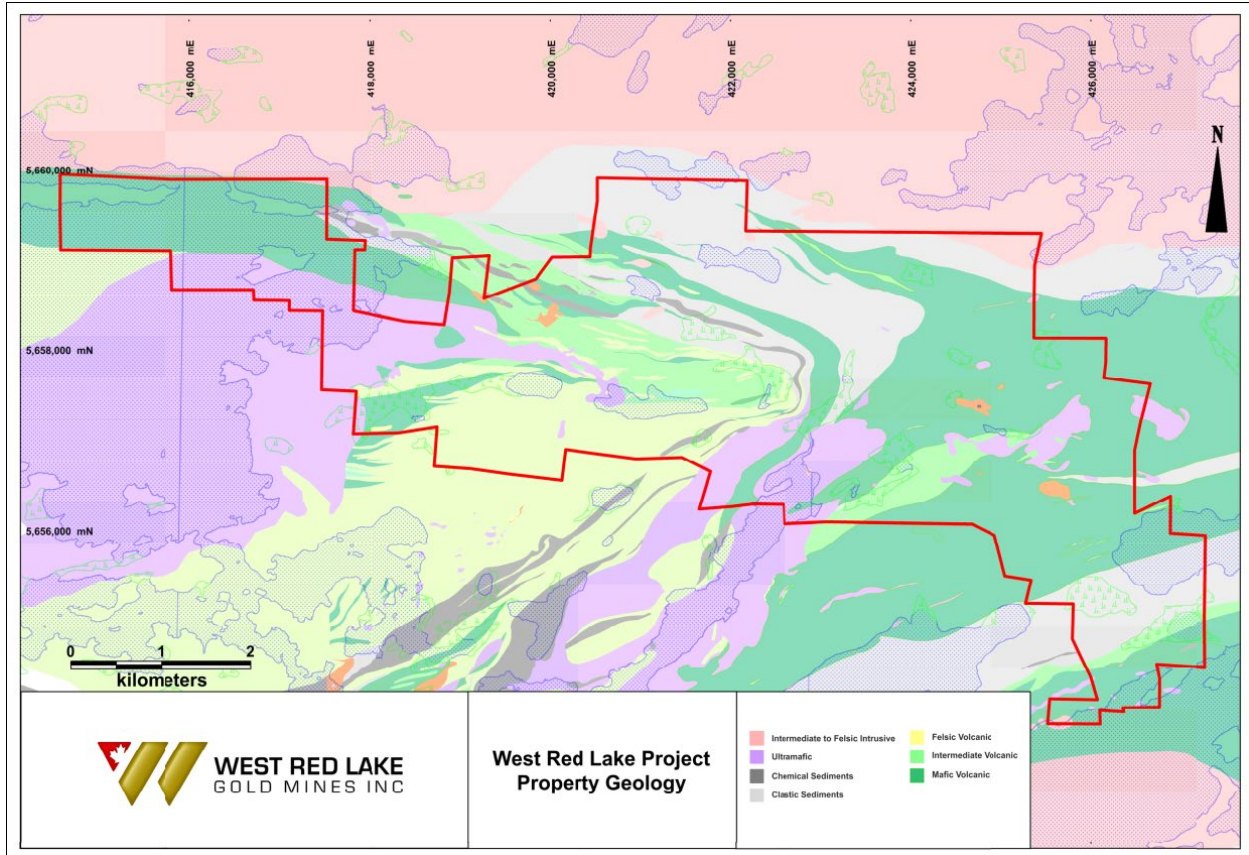 416,000 mE
418,000 mE
420,000 mE
422,000 mE
424,000 mE
426,000 mE
N
5,660,000 mN
5,658,000 mN
5,656,000 mN
0 1 2
kilometers
WEST RED LAKE
GOLD MINES INC
West Red Lake Project
Property Geology
Intermediate to Felsic Intrusive
Ultramafic
Chemical Sediments
Clastic Sediments
Felsic Volcanic
Intermediate Volcanic
Mafic Volcanic